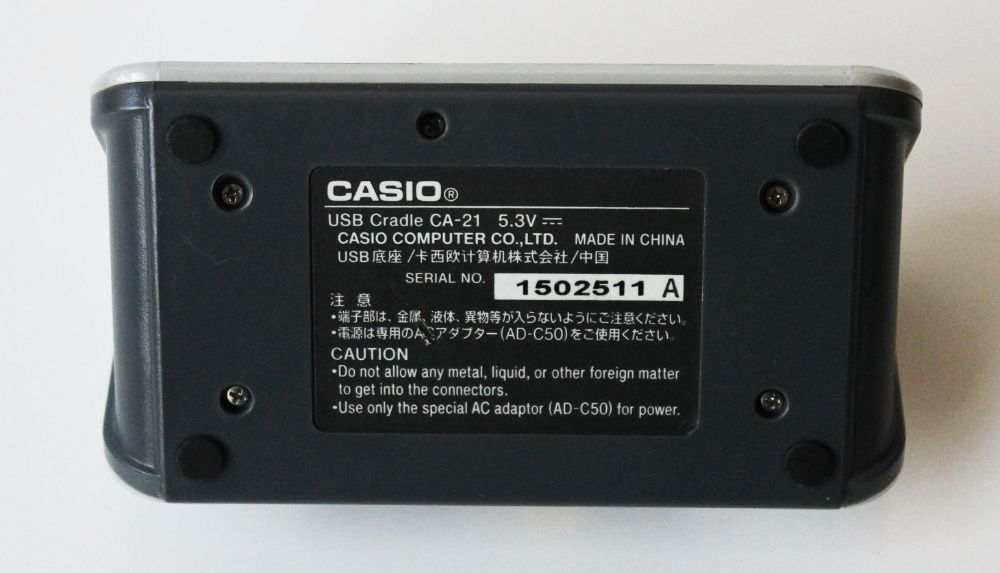 CASIO®
USB Cradle CA-21 5.3V ⎓
CASIO COMPUTER CO.,LTD. MADE IN CHINA
USB底座/卡西欧计算机株式会社/中国
SERIAL NO. 1502511 A
注意
•端子部は、金属、液体、異物等が入らないようにご注意ください。
•電源は専用のACアダプター(AD-C50)をご使用ください。
CAUTION
•Do not allow any metal, liquid, or other foreign matter
to get into the connectors.
•Use only the special AC adaptor (AD-C50) for power.